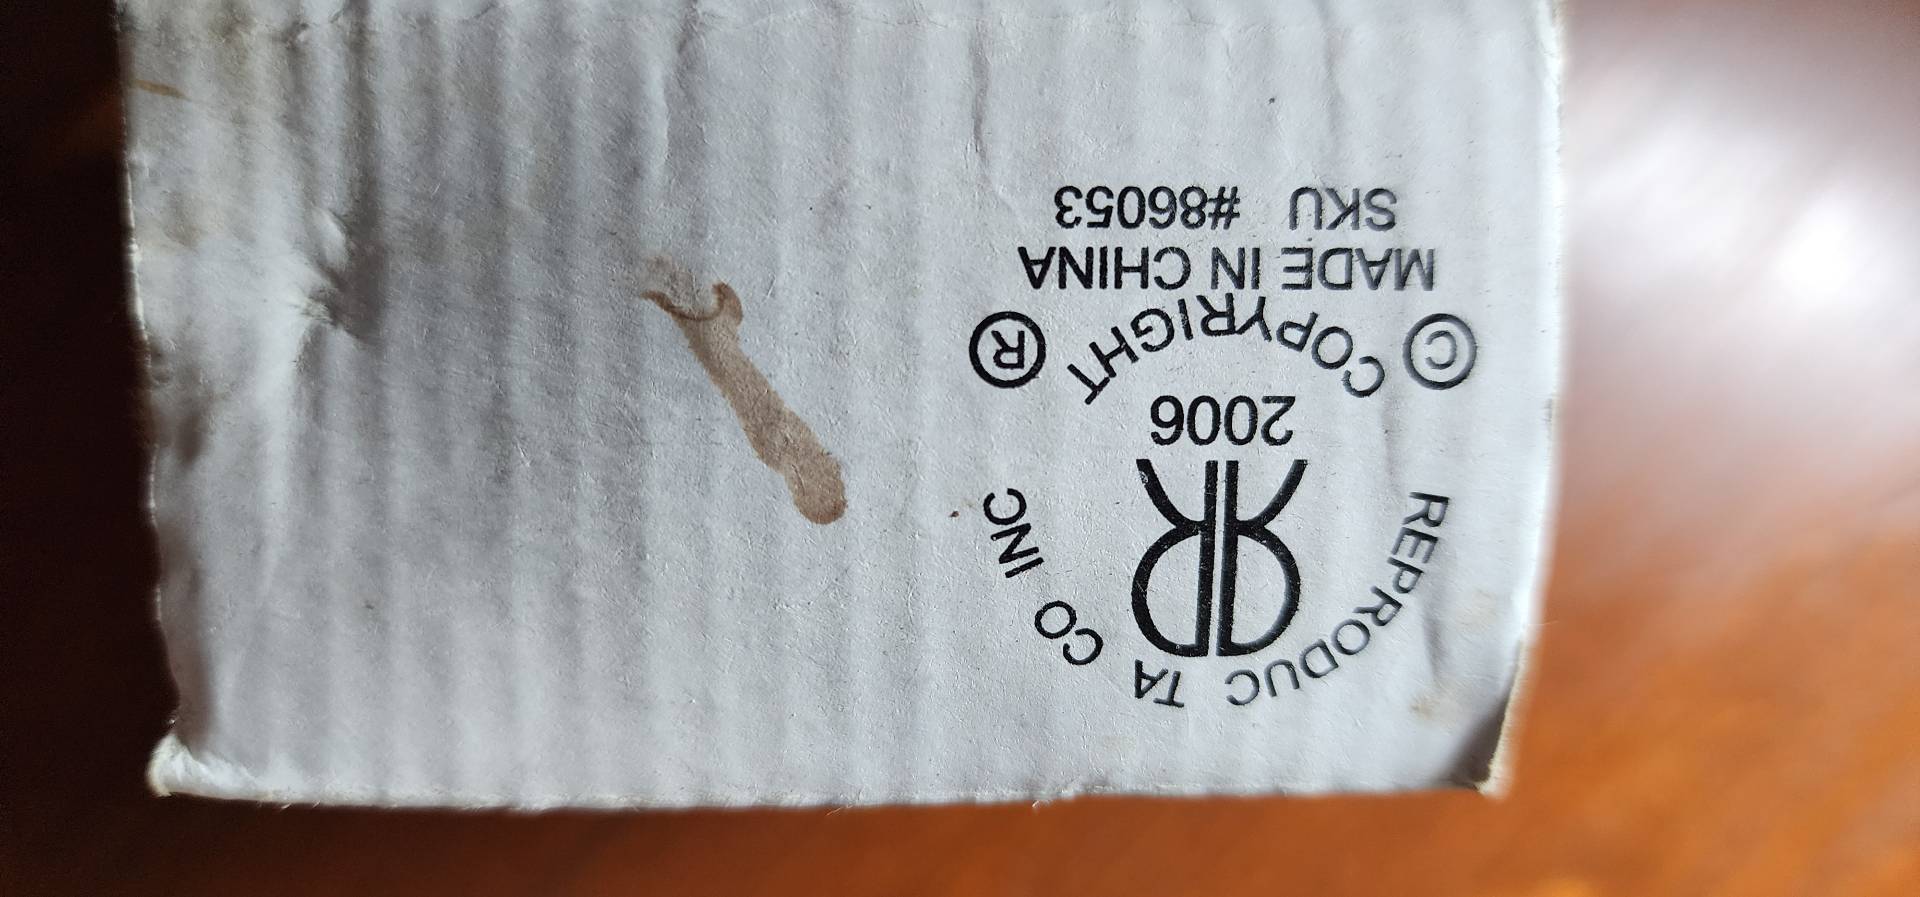 REPRODUC TA CO INC
RR
2006
© COPYRIGHT ®
MADE IN CHINA
SKU #86053